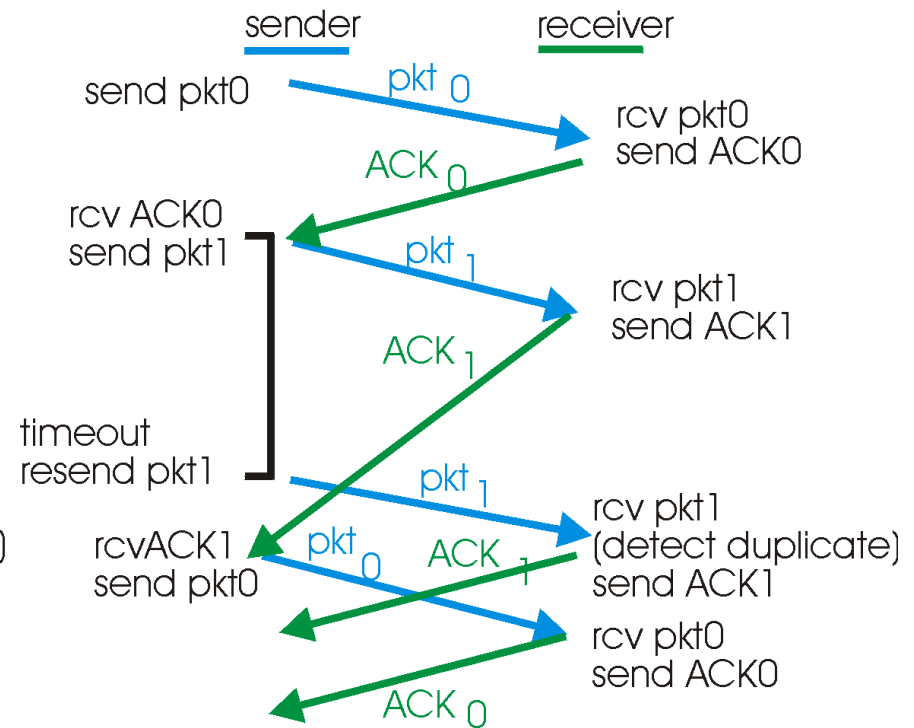 sender
receiver
send pkt0
pkt 0
rcv pkt0
send ACK0
ACK 0
rcv ACK0
send pkt1
pkt 1
rcv pkt1
send ACK1
ACK 1
timeout
resend pkt1
pkt 1
rcv pkt1
(detect duplicate)
send ACK1
)
rcvACK1
send pkt0
pkt 0
ACK 1
rcv pkt0
send ACK0
ACK 0